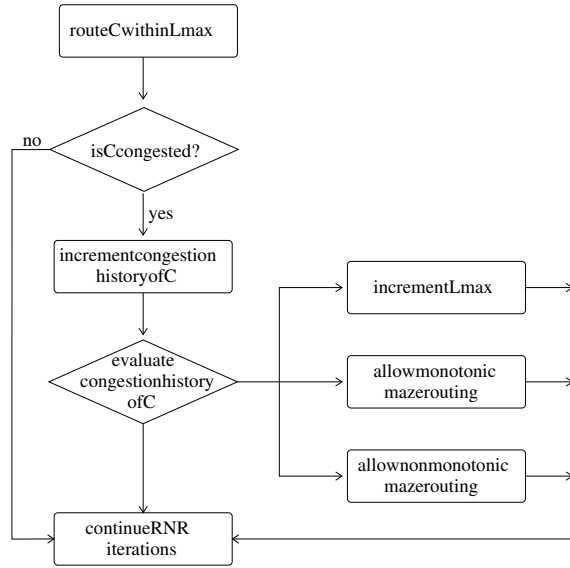 routeCwithinLmax
no
isCcongested?
yes
incrementcongestion
historyofC
incrementLmax
evaluate
congestionhistory
ofC
allowmonotonic
mazerouting
allownonmonotonic
mazerouting
continueRNR
iterations